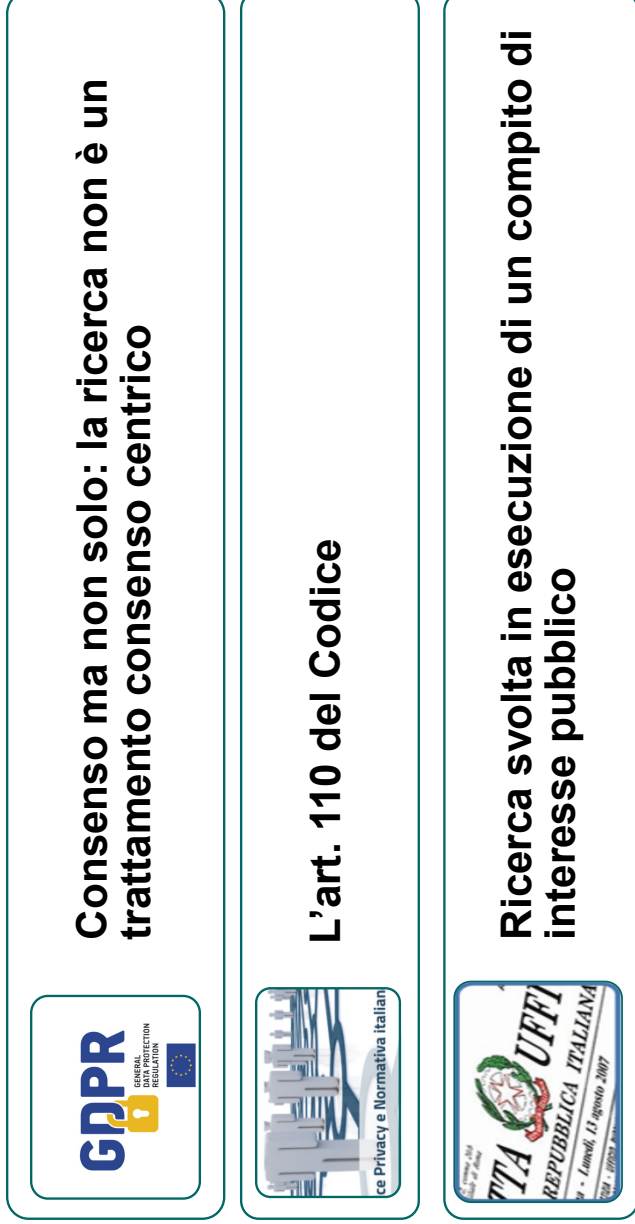 Consenso ma non solo: la ricerca non è un
trattamento consenso centrico
GDPR
GENERAL
DATA PROTECTION
REGULATION
L’art. 110 del Codice
ce Privacy e Normativa italian
Ricerca svolta in esecuzione di un compito di
interesse pubblico
TTA UFFI
REPUBBLICA ITALIANA
- Lunedì, 13 agosto 2007